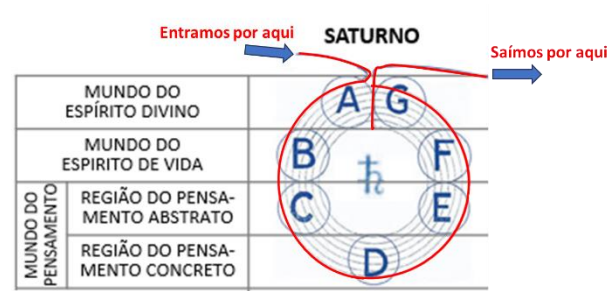 Entramos por aqui
SATURNO
Saímos por aqui
MUNDO DO
ESPÍRITO DIVINO
A G
MUNDO DO
ESPIRITO DE VIDA
B F
MUNDO DO
PENSAMENTO
REGIÃO DO PENSA-
MENTO ABSTRATO
C E
REGIÃO DO PENSA-
MENTO CONCRETO
D
♄